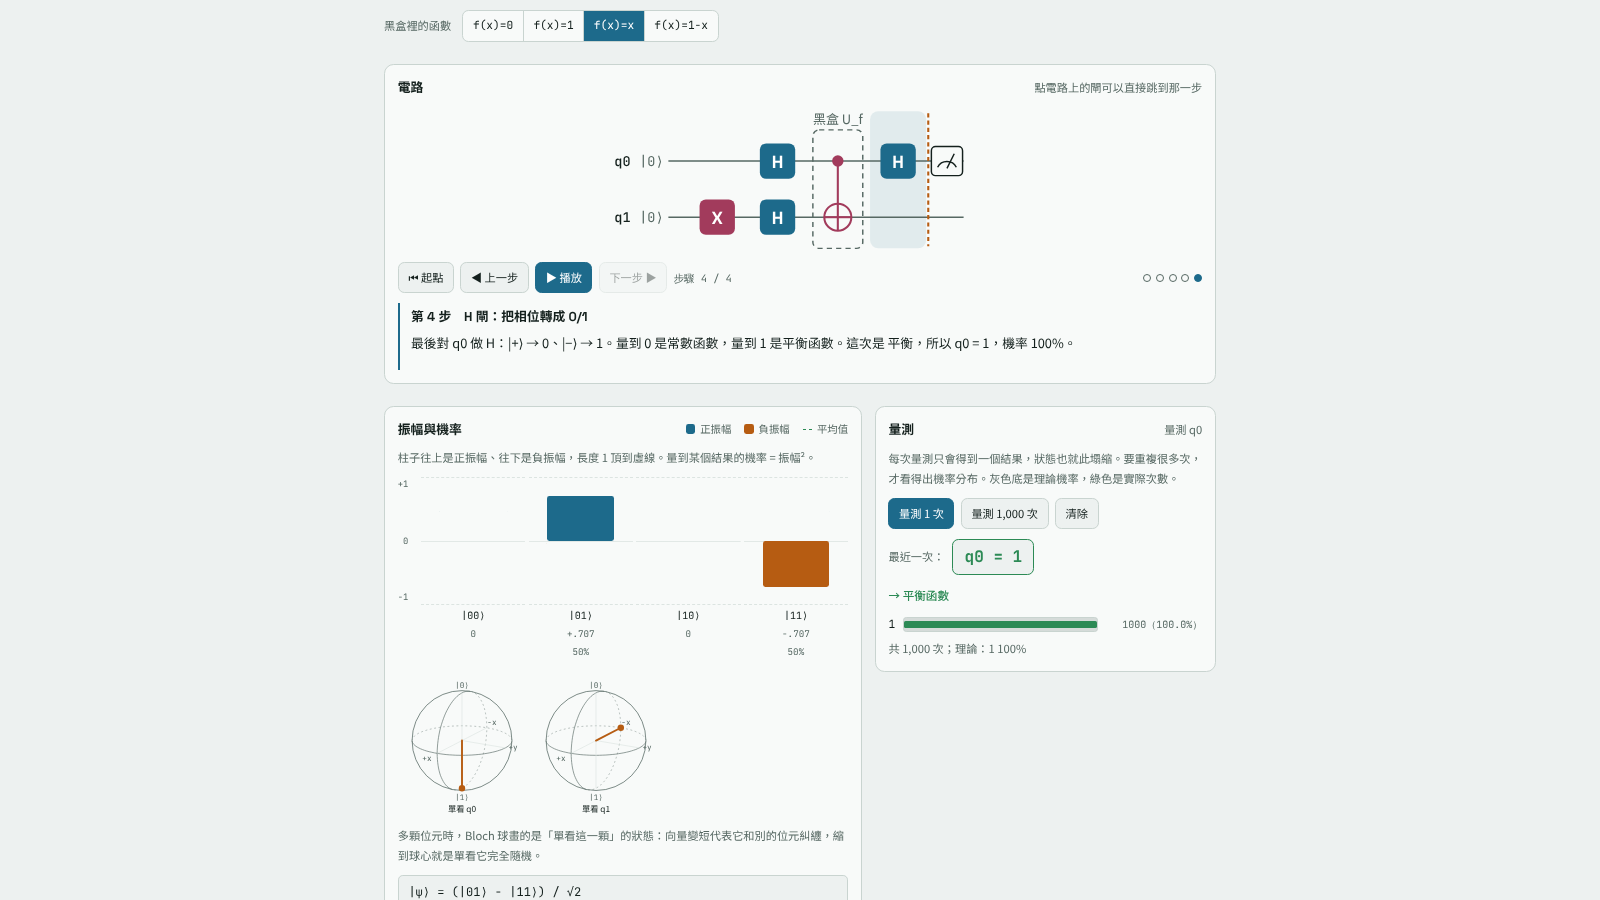 黑盒裡的函數 f(x)=0 f(x)=1 f(x)=x f(x)=1-x
電路 點電路上的閘可以直接跳到那一步
黑盒 U_f
q0 |0⟩ H H
q1 |0⟩ X H
⏮ 起點 ◀ 上一步 ▶ 播放 下一步 ▶ 步驟 4 / 4
第 4 步 H 閘：把相位轉成 0/1
最後對 q0 做 H：|+⟩ → 0、|−⟩ → 1。量到 0 是常數函數，量到 1 是平衡函數。這次是 平衡，所以 q0 = 1，機率 100%。
振幅與機率 正振幅 負振幅 -- 平均值
柱子往上是正振幅、往下是負振幅，長度 1 頂到虛線。量到某個結果的機率 = 振幅²。
+1
0
-1
|00⟩ |01⟩ |10⟩ |11⟩
0 +.707 0 -.707
50% 50%
|0⟩ |0⟩
-x -x
+y +y
+x +x
|1⟩ |1⟩
單看 q0 單看 q1
多顆位元時，Bloch 球畫的是「單看這一顆」的狀態：向量變短代表它和別的位元糾纏，縮
到球心就是單看它完全隨機。
|ψ⟩ = (|01⟩ - |11⟩) / √2
量測 量測 q0
每次量測只會得到一個結果，狀態也就此塌縮。要重複很多次，
才看得出機率分布。灰色底是理論機率，綠色是實際次數。
量測 1 次 量測 1,000 次 清除
最近一次： q0 = 1
→ 平衡函數
1 1000（100.0%）
共 1,000 次；理論：1 100%